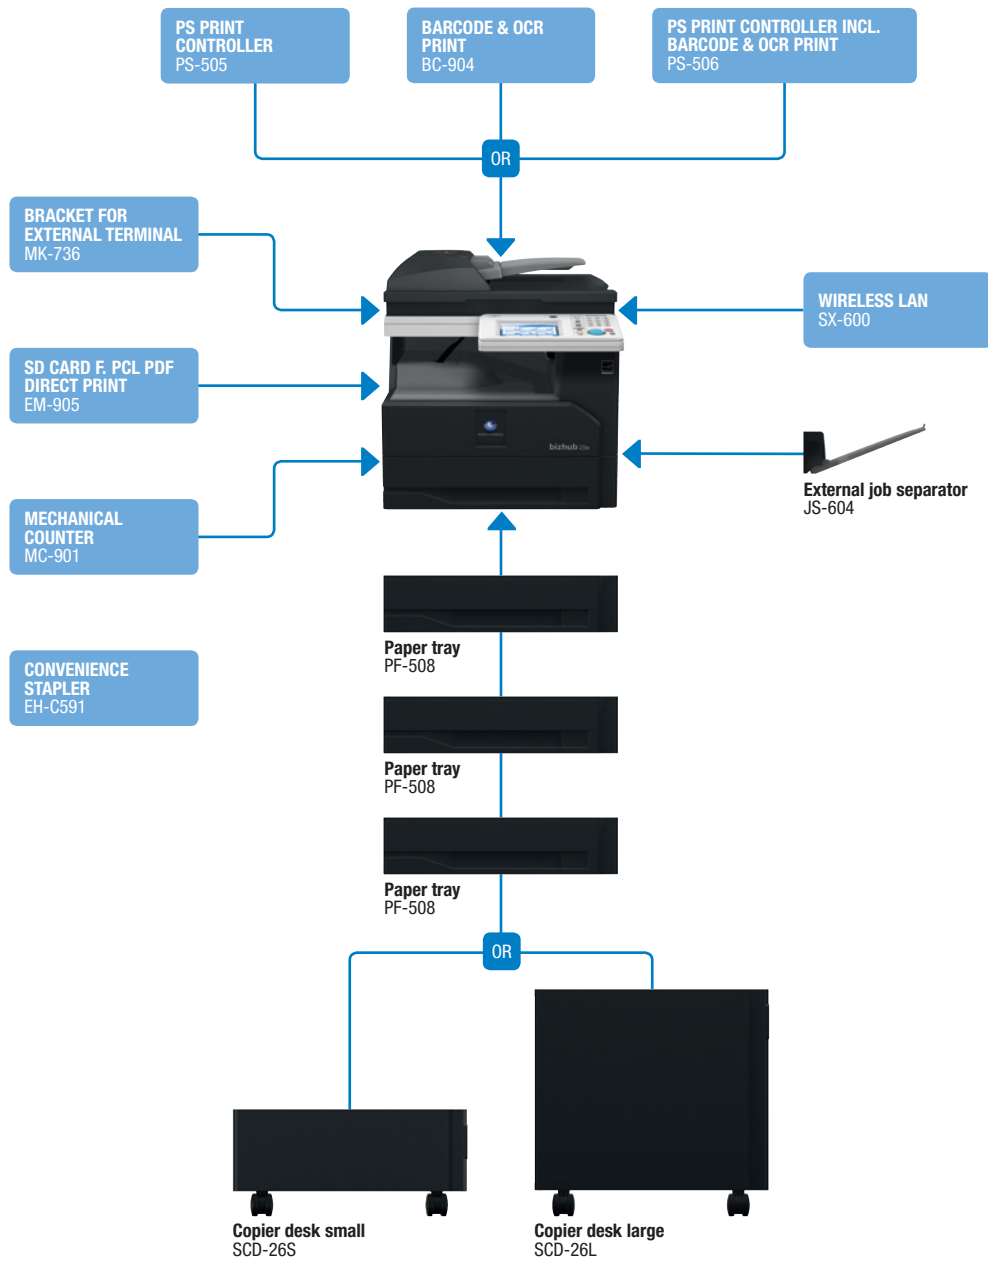 PS PRINT
CONTROLLER
PS-505
BARCODE & OCR
PRINT
BC-904
PS PRINT CONTROLLER INCL.
BARCODE & OCR PRINT
PS-506
OR
BRACKET FOR
EXTERNAL TERMINAL
MK-736
WIRELESS LAN
SX-600
SD CARD F. PCL PDF
DIRECT PRINT
EM-905
bizhub 25e
External job separator
JS-604
MECHANICAL
COUNTER
MC-901
Paper tray
PF-508
CONVENIENCE
STAPLER
EH-C591
Paper tray
PF-508
Paper tray
PF-508
OR
Copier desk small
SCD-26S
Copier desk large
SCD-26L